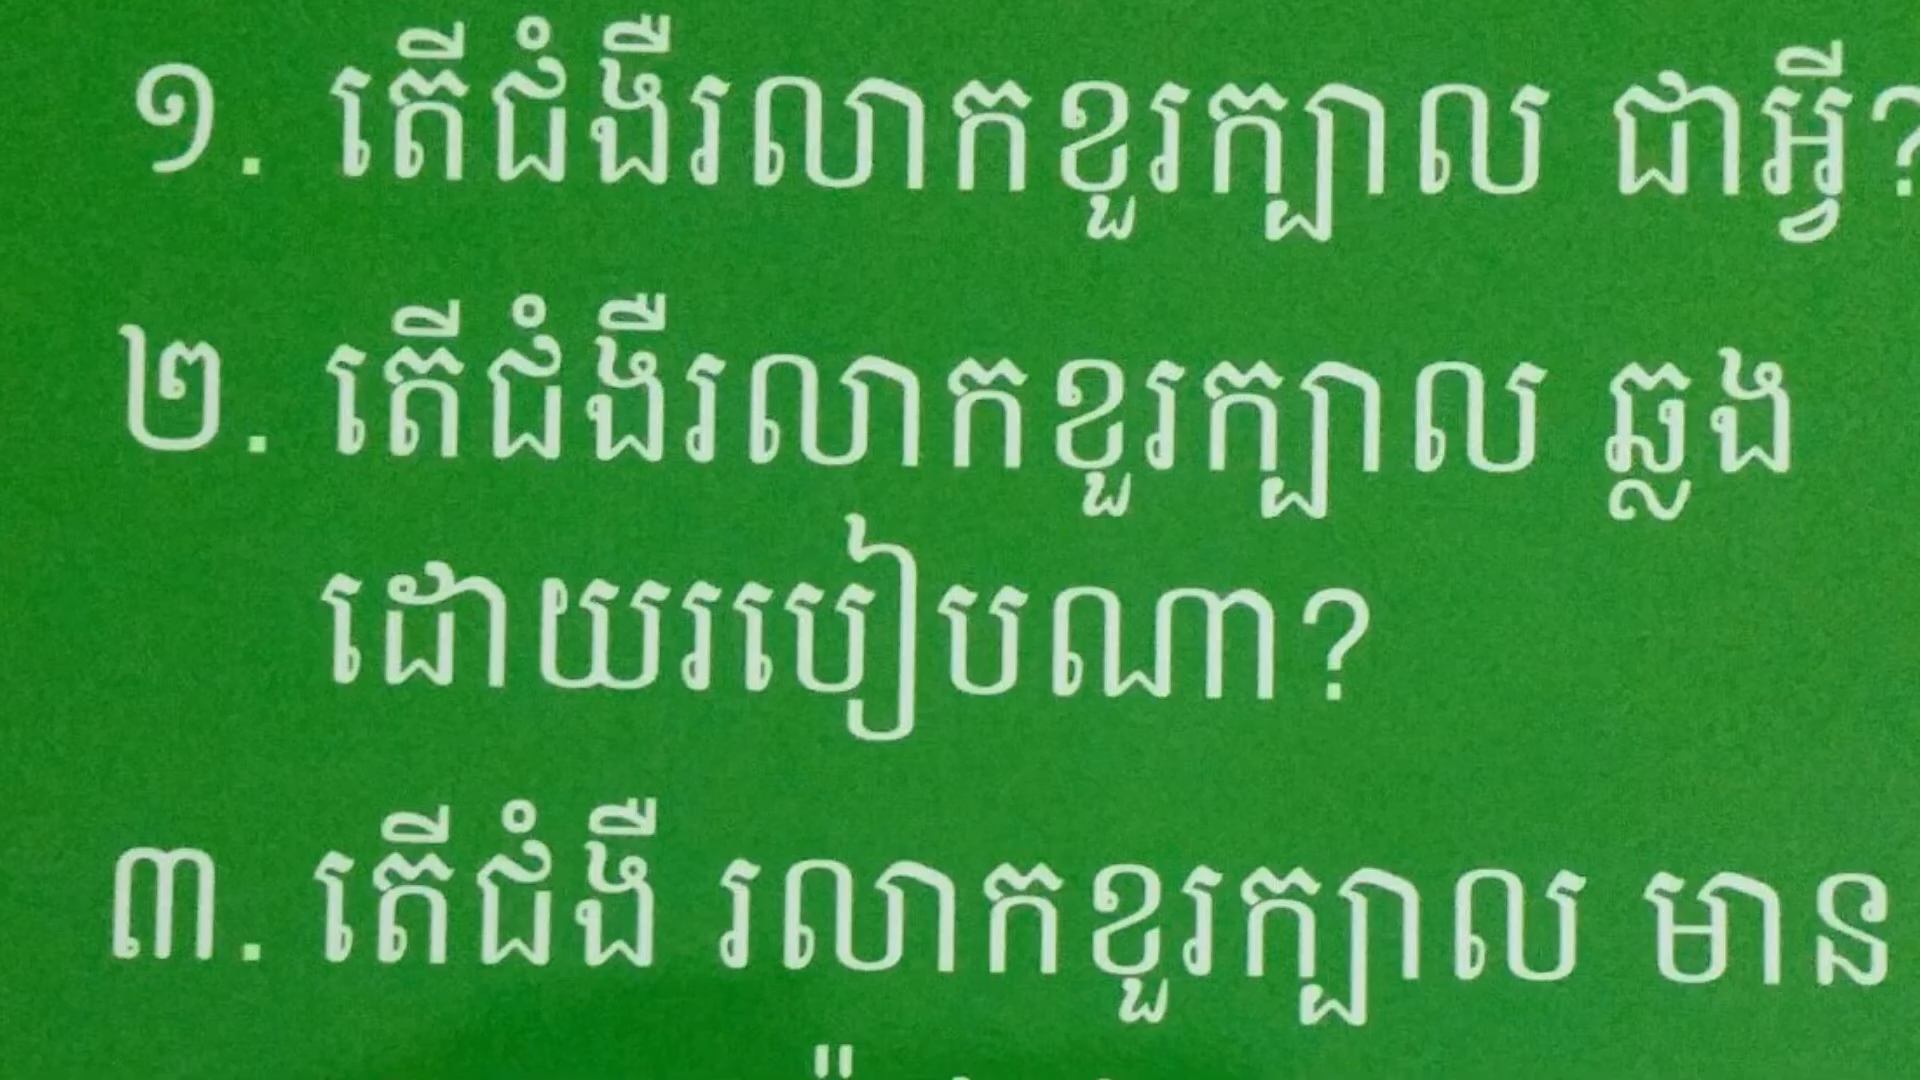 ១. តើជំងឺរលាកខួរក្បាល ជាអ្វី?
២. តើជំងឺរលាកខួរក្បាល ឆ្លង
ដោយរបៀបណា?
៣. តើជំងឺ រលាកខួរក្បាល មាន